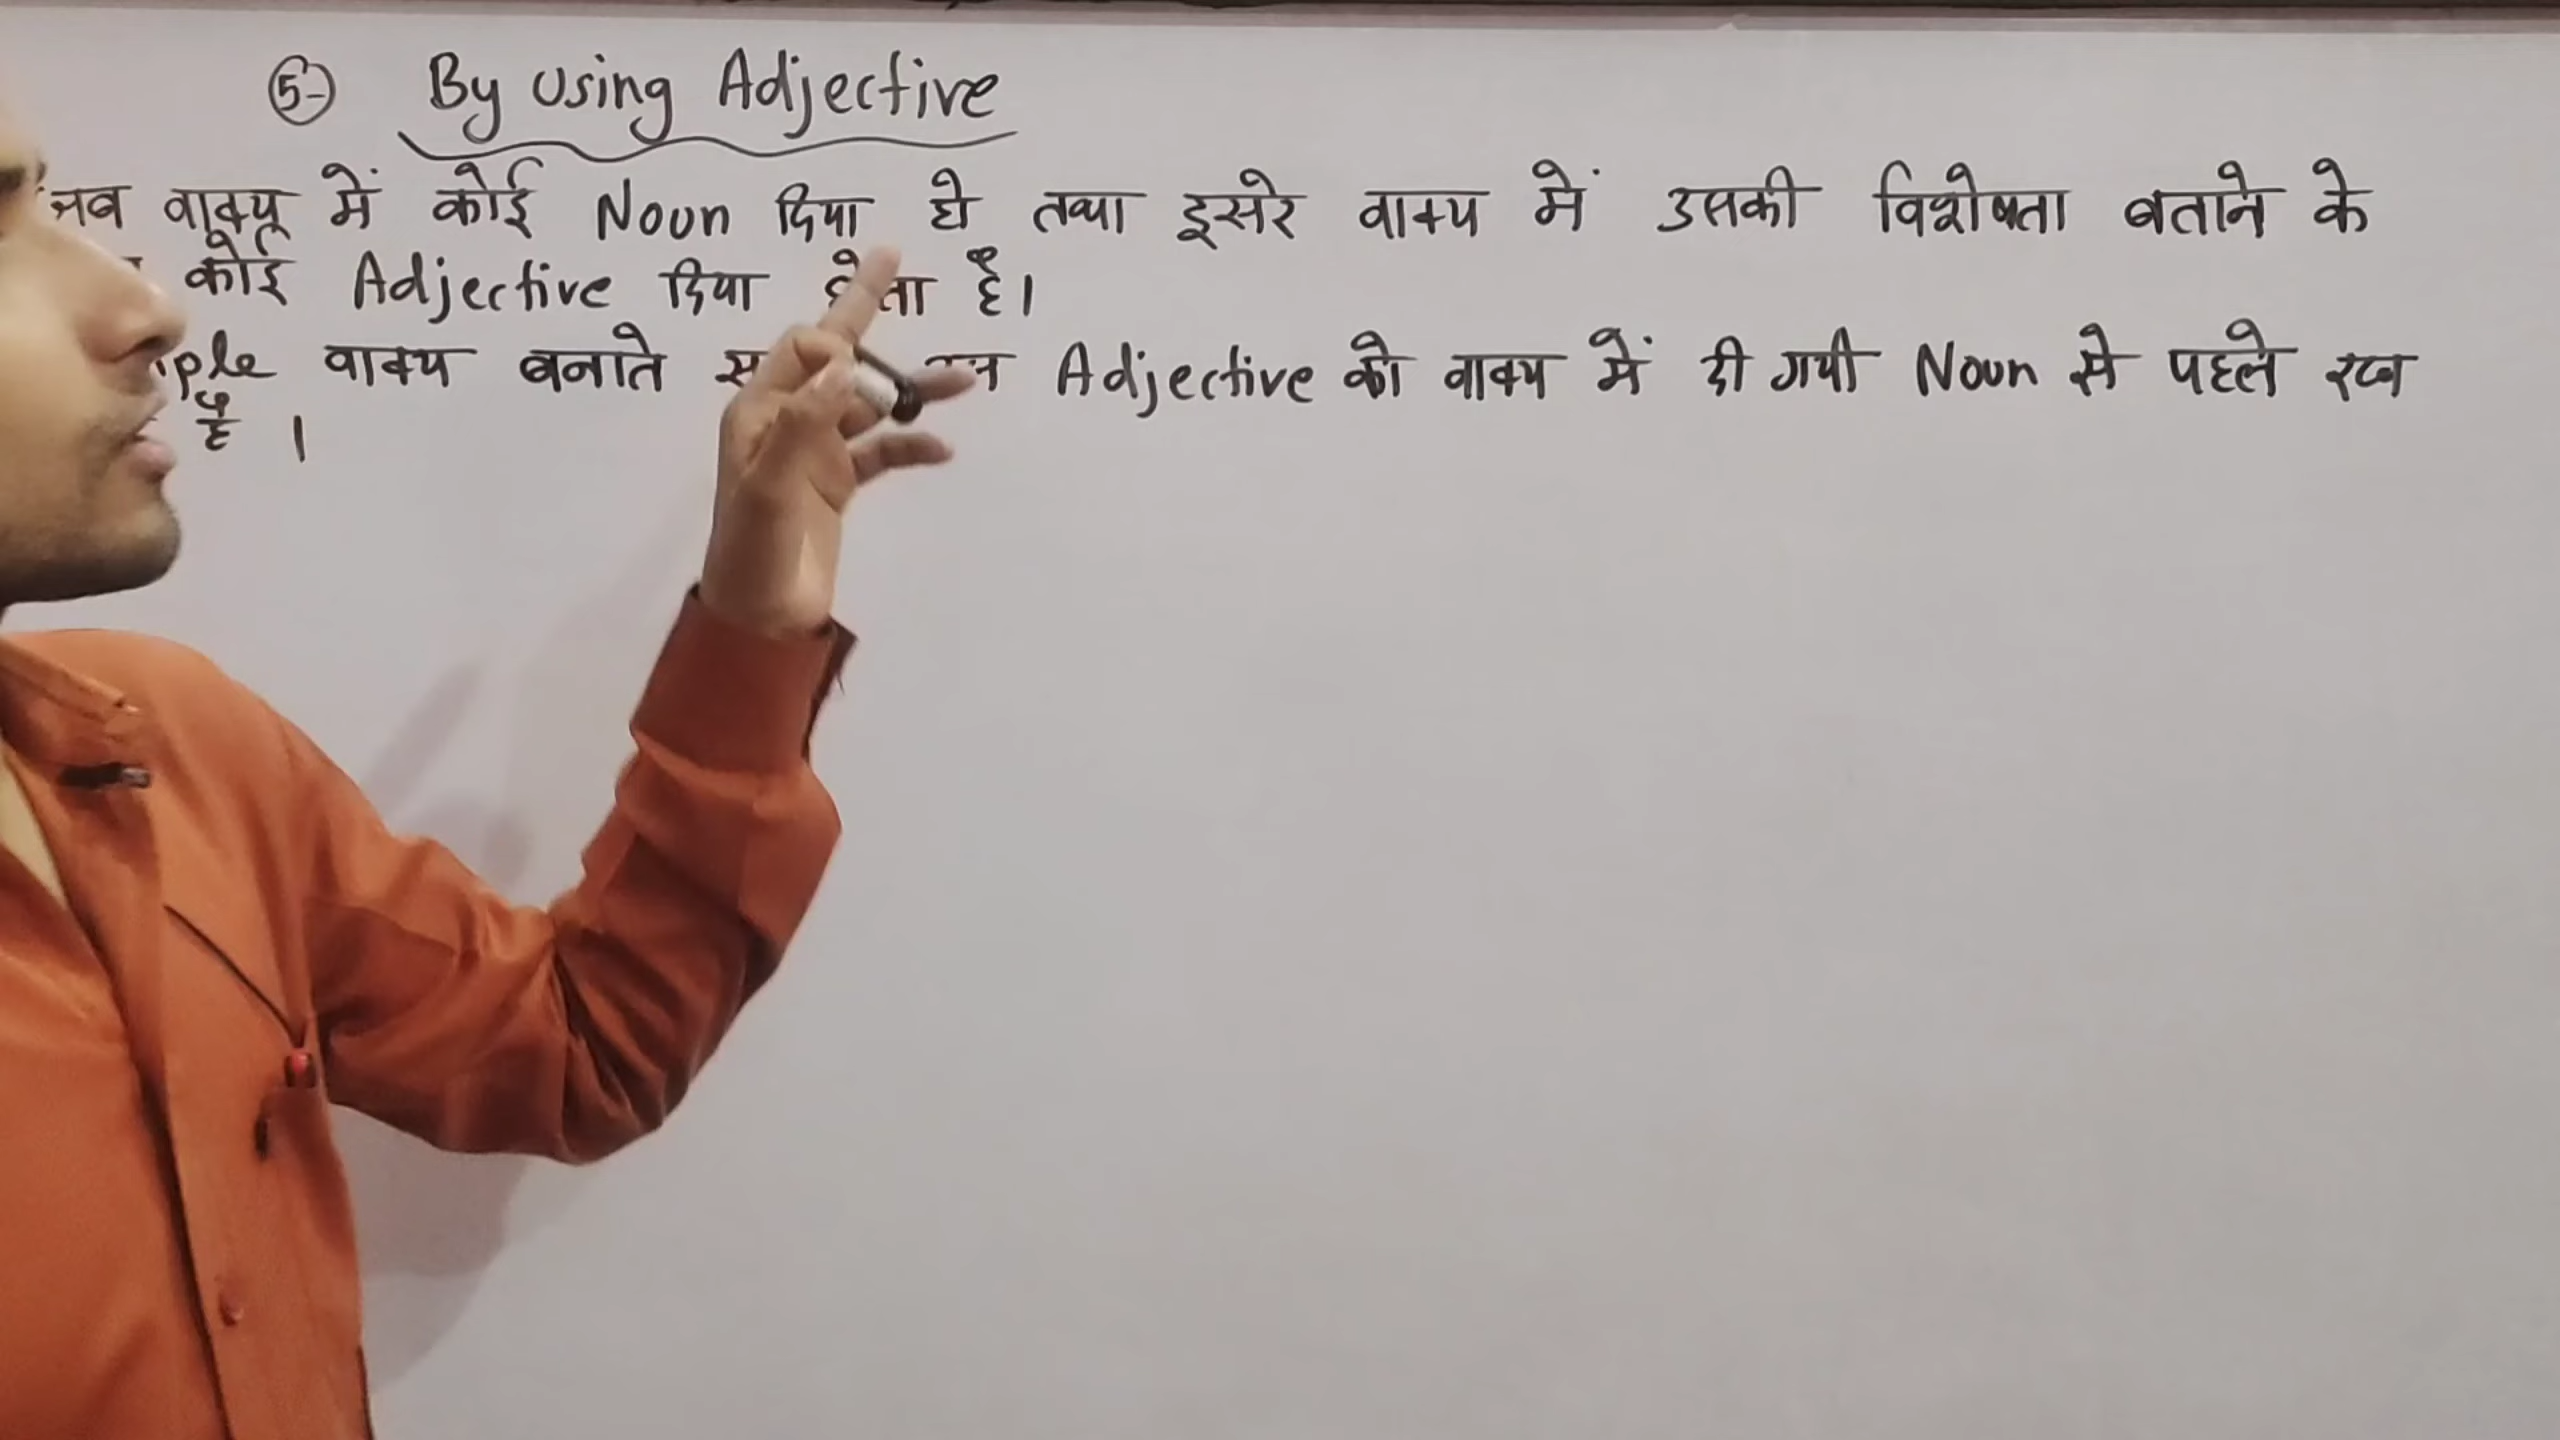 5- By Using Adjective
जब वाक्य में कोई Noun दिया हो तथा दूसरे वाक्य में उसकी विशेषता बताने के
कोई Adjective दिया होता है।
वाक्य बनाते Adjective को वाक्य में दी गयी Noun से पहले रख
है ।